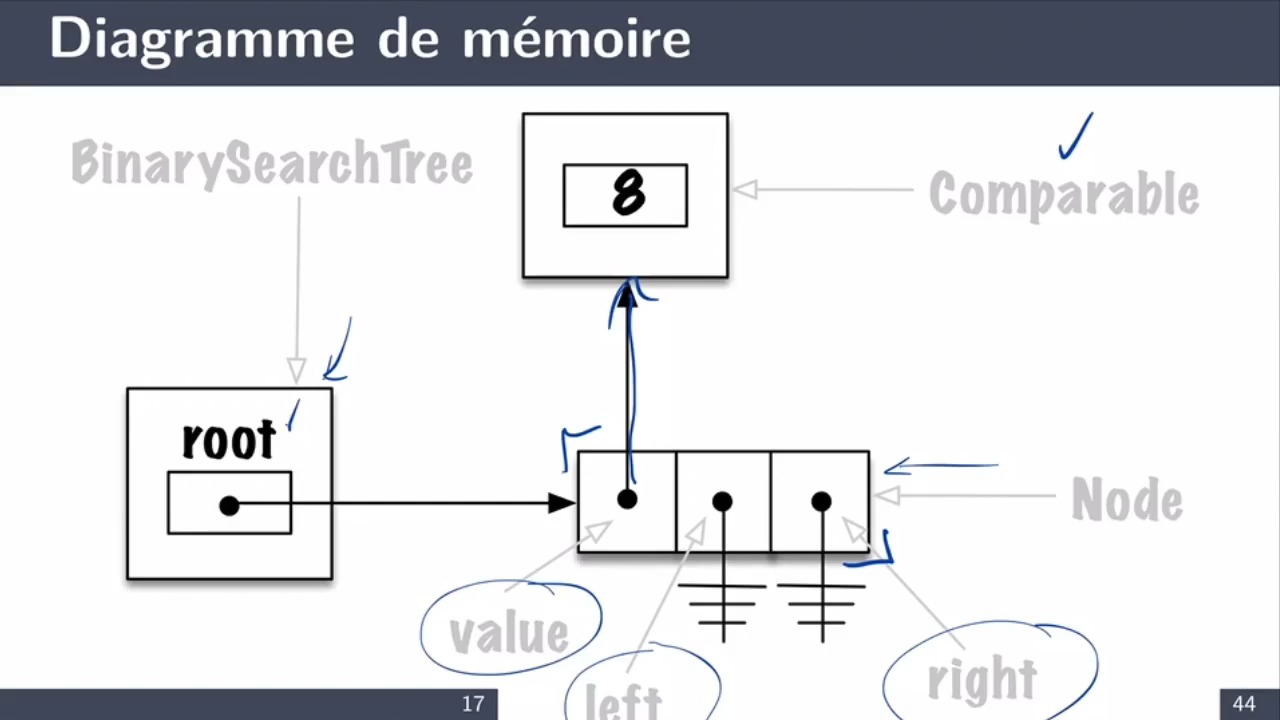 Diagramme de mémoire
BinarySearchTree
8
Comparable
root
Node
value
left
right
17
44